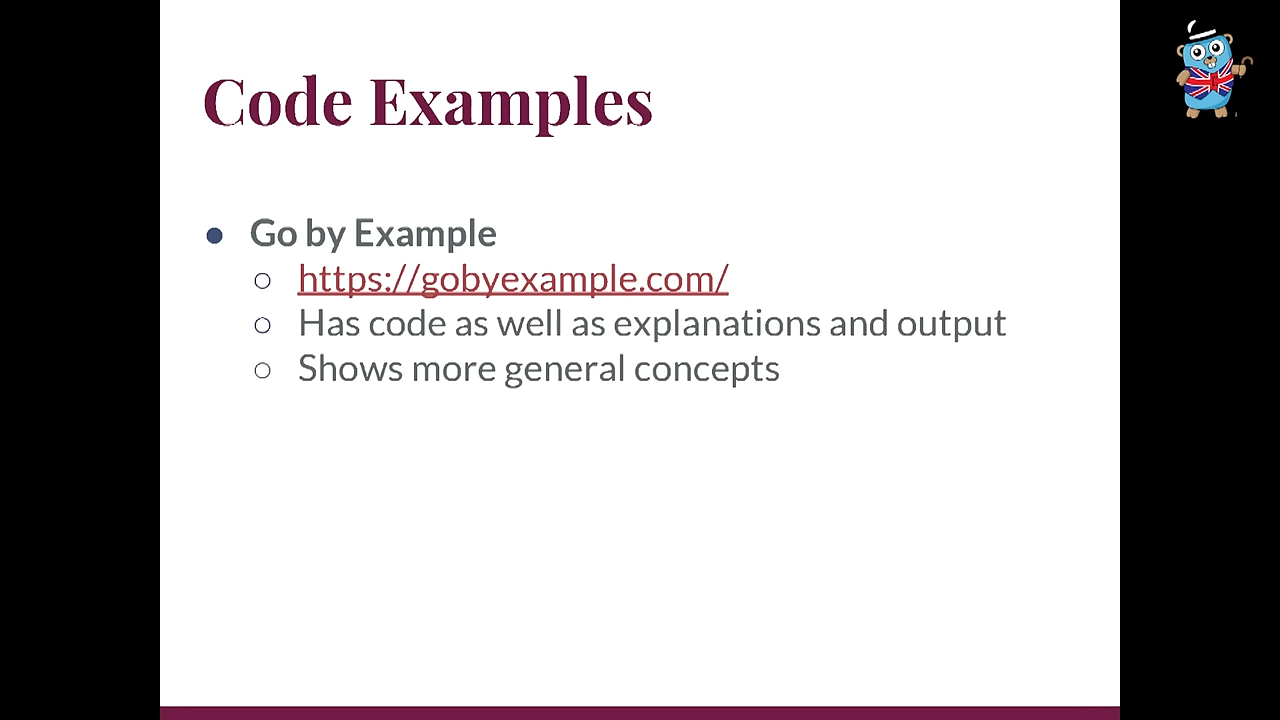 Code Examples
● Go by Example
○ https://gobyexample.com/
○ Has code as well as explanations and output
○ Shows more general concepts